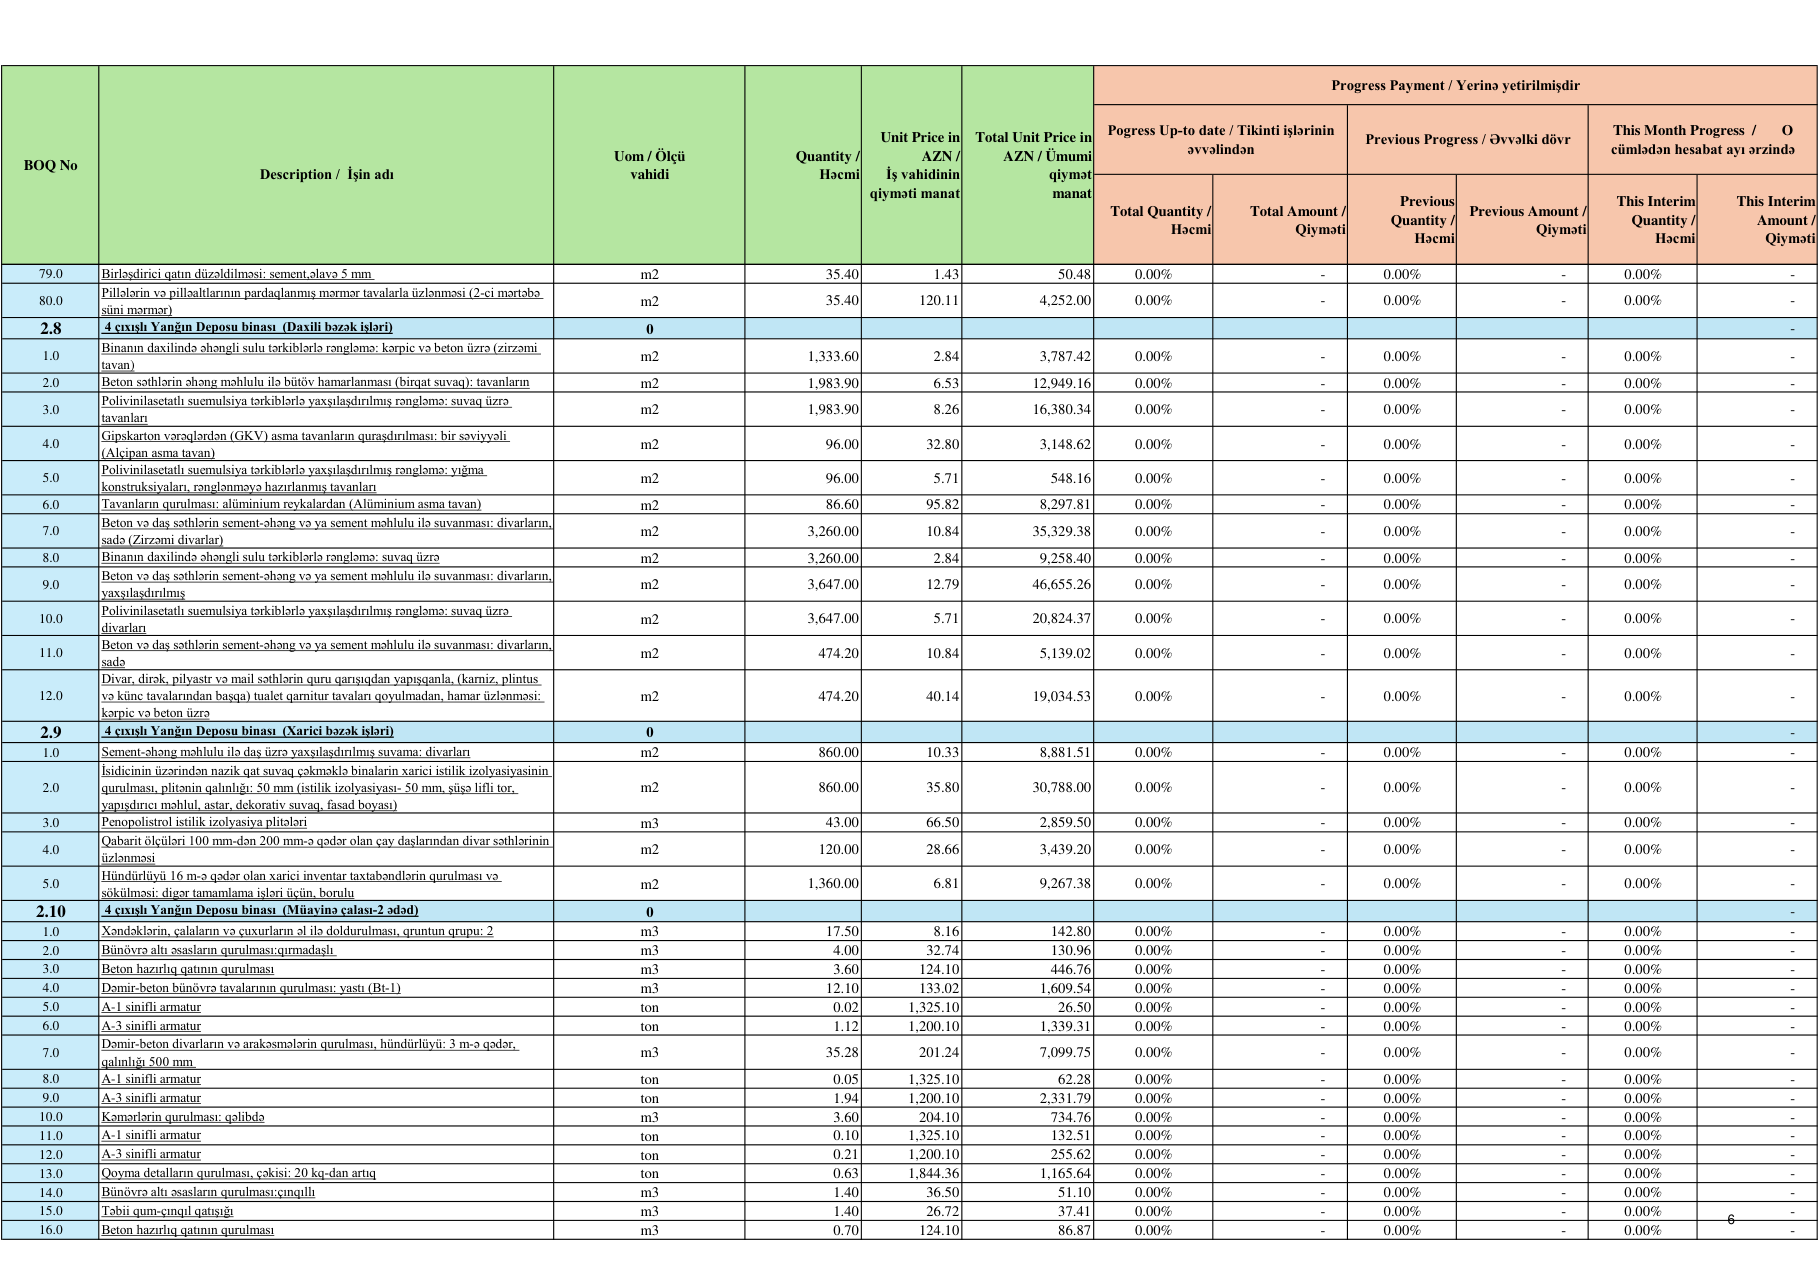 Progress Payment / Yerinə yetirilmişdir
BOQ No
Description / İşin adı
Uom / Ölçü
vahidi
Quantity /
Həcmi
Unit Price in
AZN /
İş vahidinin
qiyməti manat
Total Unit Price in
AZN / Ümumi
qiymət
manat
Pogress Up-to date / Tikinti işlərinin
əvvəlindən
Previous Progress / Əvvəlki dövr
This Month Progress / O
cümlədən hesabat ayı ərzində
Total Quantity /
Həcmi
Total Amount /
Qiyməti
Previous
Quantity /
Həcmi
Previous Amount /
Qiyməti
This Interim
Quantity /
Həcmi
This Interim
Amount /
Qiyməti
79.0 Birləşdirici qatın düzəldilməsi: sement,əlavə 5 mm m2 35.40 1.43 50.48 0.00% - 0.00% - 0.00% -
80.0 Pillələrin və pilləaltlarının pardaqlanmış mərmər tavalarla üzlənməsi (2-ci mərtəbə
süni mərmər) m2 35.40 120.11 4,252.00 0.00% - 0.00% - 0.00% -
2.8 4 çıxışlı Yanğın Deposu binası (Daxili bəzək işləri) 0 -
1.0 Binanın daxilində əhəngli sulu tərkiblərlə rəngləmə: kərpic və beton üzrə (zirzəmi
tavan) m2 1,333.60 2.84 3,787.42 0.00% - 0.00% - 0.00% -
2.0 Beton səthlərin əhəng məhlulu ilə bütöv hamarlanması (birqat suvaq): tavanların m2 1,983.90 6.53 12,949.16 0.00% - 0.00% - 0.00% -
3.0 Polivinilasetatlı suemulsiya tərkiblərlə yaxşılaşdırılmış rəngləmə: suvaq üzrə
tavanları m2 1,983.90 8.26 16,380.34 0.00% - 0.00% - 0.00% -
4.0 Gipskarton vərəqlərdən (GKV) asma tavanların quraşdırılması: bir səviyyəli
(Alçipan asma tavan) m2 96.00 32.80 3,148.62 0.00% - 0.00% - 0.00% -
5.0 Polivinilasetatlı suemulsiya tərkiblərlə yaxşılaşdırılmış rəngləmə: yığma
konstruksiyaları, rənglənməyə hazırlanmış tavanları m2 96.00 5.71 548.16 0.00% - 0.00% - 0.00% -
6.0 Tavanların qurulması: alüminium reykalardan (Alüminium asma tavan) m2 86.60 95.82 8,297.81 0.00% - 0.00% - 0.00% -
7.0 Beton və daş səthlərin sement-əhəng və ya sement məhlulu ilə suvanması: divarların,
sadə (Zirzəmi divarlar) m2 3,260.00 10.84 35,329.38 0.00% - 0.00% - 0.00% -
8.0 Binanın daxilində əhəngli sulu tərkiblərlə rəngləmə: suvaq üzrə m2 3,260.00 2.84 9,258.40 0.00% - 0.00% - 0.00% -
9.0 Beton və daş səthlərin sement-əhəng və ya sement məhlulu ilə suvanması: divarların,
yaxşılaşdırılmış m2 3,647.00 12.79 46,655.26 0.00% - 0.00% - 0.00% -
10.0 Polivinilasetatlı suemulsiya tərkiblərlə yaxşılaşdırılmış rəngləmə: suvaq üzrə
divarları m2 3,647.00 5.71 20,824.37 0.00% - 0.00% - 0.00% -
11.0 Beton və daş səthlərin sement-əhəng və ya sement məhlulu ilə suvanması: divarların,
sadə m2 474.20 10.84 5,139.02 0.00% - 0.00% - 0.00% -
12.0 Divar, dirək, pilyastr və mail səthlərin quru qarışıqdan yapışqanla, (karniz, plintus
və künc tavalarından başqa) tualet qarnitur tavaları qoyulmadan, hamar üzlənməsi:
kərpic və beton üzrə m2 474.20 40.14 19,034.53 0.00% - 0.00% - 0.00% -
2.9 4 çıxışlı Yanğın Deposu binası (Xarici bəzək işləri) 0 -
1.0 Sement-əhəng məhlulu ilə daş üzrə yaxşılaşdırılmış suvama: divarları m2 860.00 10.33 8,881.51 0.00% - 0.00% - 0.00% -
2.0 İsidicinin üzərindən nazik qat suvaq çəkməklə binalarin xarici istilik izolyasiyasinin
qurulması, plitənin qalınlığı: 50 mm (istilik izolyasiyası- 50 mm, şüşə lifli tor,
yapışdırıcı məhlul, astar, dekorativ suvaq, fasad boyası) m2 860.00 35.80 30,788.00 0.00% - 0.00% - 0.00% -
3.0 Penopolistrol istilik izolyasiya plitələri m3 43.00 66.50 2,859.50 0.00% - 0.00% - 0.00% -
4.0 Qabarit ölçüləri 100 mm-dən 200 mm-ə qədər olan çay daşlarından divar səthlərinin
üzlənməsi m2 120.00 28.66 3,439.20 0.00% - 0.00% - 0.00% -
5.0 Hündürlüyü 16 m-ə qədər olan xarici inventar taxtabəndlərin qurulması və
sökülməsi: digər tamamlama işləri üçün, borulu m2 1,360.00 6.81 9,267.38 0.00% - 0.00% - 0.00% -
2.10 4 çıxışlı Yanğın Deposu binası (Müayinə çalası-2 ədəd) 0 -
1.0 Xəndəklərin, çalaların və çuxurların əl ilə doldurulması, qruntun qrupu: 2 m3 17.50 8.16 142.80 0.00% - 0.00% - 0.00% -
2.0 Bünövrə altı əsasların qurulması:qırmadaşlı m3 4.00 32.74 130.96 0.00% - 0.00% - 0.00% -
3.0 Beton hazırlıq qatının qurulması m3 3.60 124.10 446.76 0.00% - 0.00% - 0.00% -
4.0 Dəmir-beton bünövrə tavalarının qurulması: yastı (Bt-1) m3 12.10 133.02 1,609.54 0.00% - 0.00% - 0.00% -
5.0 A-1 sinifli armatur ton 0.02 1,325.10 26.50 0.00% - 0.00% - 0.00% -
6.0 A-3 sinifli armatur ton 1.12 1,200.10 1,339.31 0.00% - 0.00% - 0.00% -
7.0 Dəmir-beton divarların və arakəsmələrin qurulması, hündürlüyü: 3 m-ə qədər,
qalınlığı 500 mm m3 35.28 201.24 7,099.75 0.00% - 0.00% - 0.00% -
8.0 A-1 sinifli armatur ton 0.05 1,325.10 62.28 0.00% - 0.00% - 0.00% -
9.0 A-3 sinifli armatur ton 1.94 1,200.10 2,331.79 0.00% - 0.00% - 0.00% -
10.0 Kəmərlərin qurulması: qəlibdə m3 3.60 204.10 734.76 0.00% - 0.00% - 0.00% -
11.0 A-1 sinifli armatur ton 0.10 1,325.10 132.51 0.00% - 0.00% - 0.00% -
12.0 A-3 sinifli armatur ton 0.21 1,200.10 255.62 0.00% - 0.00% - 0.00% -
13.0 Qoyma detalların qurulması, çəkisi: 20 kq-dan artıq ton 0.63 1,844.36 1,165.64 0.00% - 0.00% - 0.00% -
14.0 Bünövrə altı əsasların qurulması:çınqıllı m3 1.40 36.50 51.10 0.00% - 0.00% - 0.00% -
15.0 Təbii qum-çınqıl qatışığı m3 1.40 26.72 37.41 0.00% - 0.00% - 0.00% -
16.0 Beton hazırlıq qatının qurulması m3 0.70 124.10 86.87 0.00% - 0.00% - 0.00% -
6